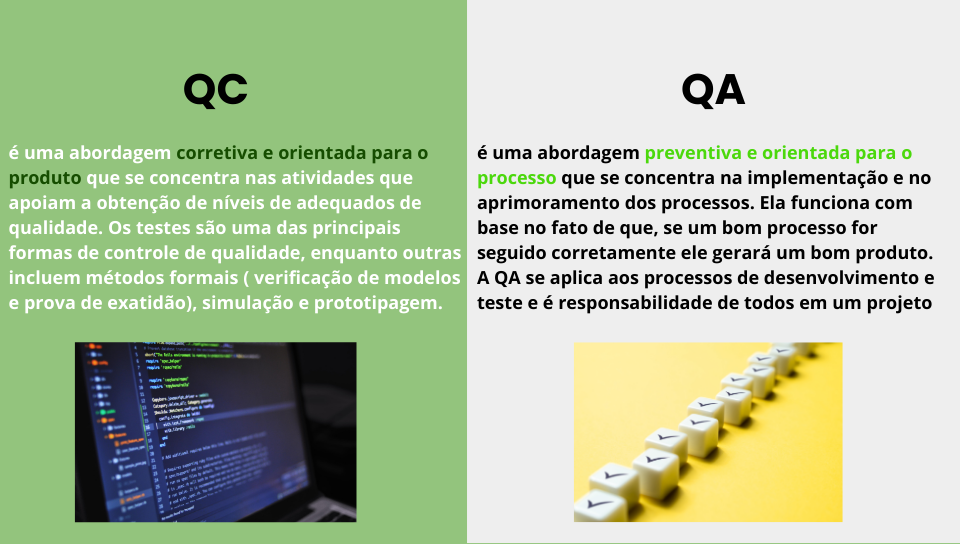 QC
é uma abordagem corretiva e orientada para o
produto que se concentra nas atividades que
apoiam a obtenção de níveis de adequados de
qualidade. Os testes são uma das principais
formas de controle de qualidade, enquanto outras
incluem métodos formais ( verificação de modelos
e prova de exatidão), simulação e prototipagem.
QA
é uma abordagem preventiva e orientada para o
processo que se concentra na implementação e no
aprimoramento dos processos. Ela funciona com
base no fato de que, se um bom processo for
seguido corretamente ele gerará um bom produto.
A QA se aplica aos processos de desenvolvimento e
teste e é responsabilidade de todos em um projeto